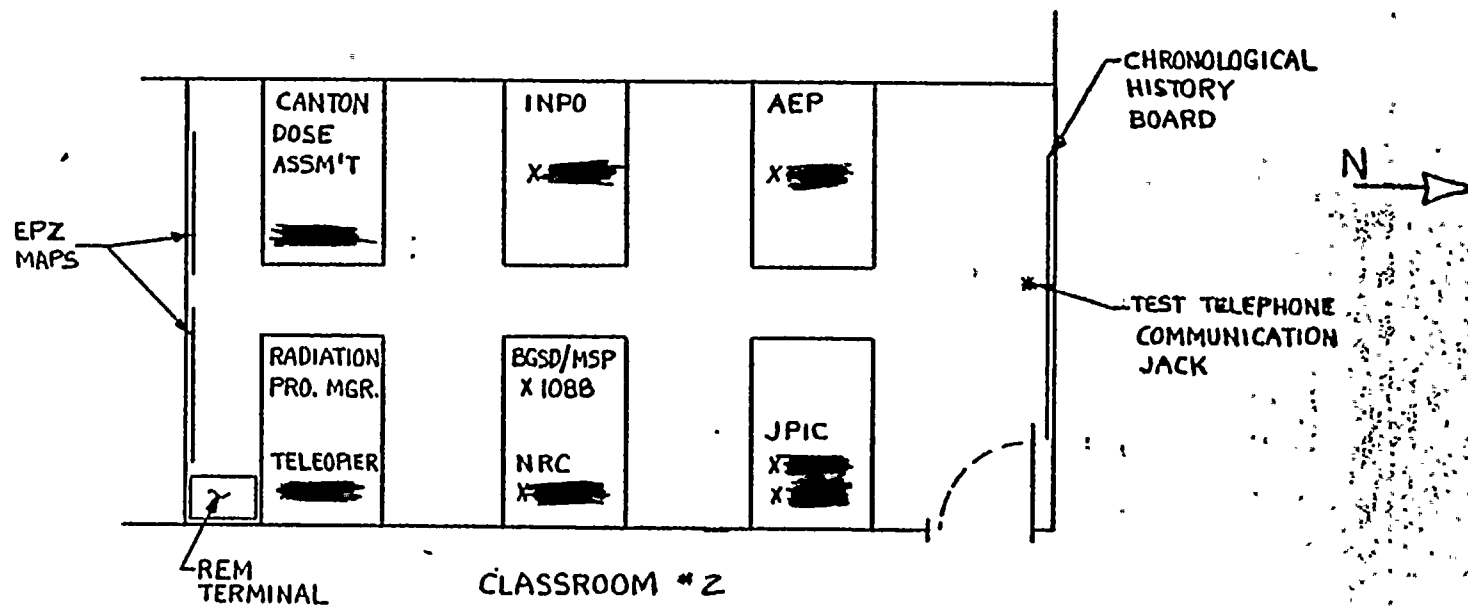 CHRONOLOGICAL
HISTORY
BOARD
CANTON
DOSE
ASSM'T
INPO
X
AEP
X
N
EPZ
MAPS
TEST TELEPHONE
COMMUNICATION
JACK
RADIATION
PRO. MGR.
TELEOPIER
BGSD/MSP
X 1088
NRC
X
JPIC
X
X
REM
TERMINAL
CLASSROOM #2